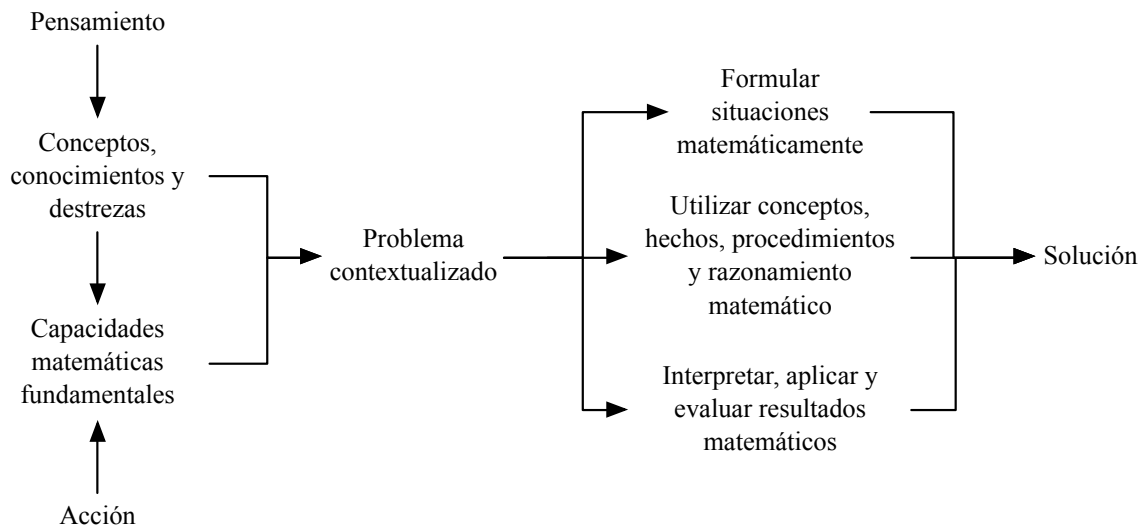 Pensamiento
Conceptos,
conocimientos y
destrezas
Capacidades
matemáticas
fundamentales
Acción
Problema
contextualizado
Formular
situaciones
matemáticamente
Utilizar conceptos,
hechos, procedimientos
y razonamiento
matemático
Interpretar, aplicar y
evaluar resultados
matemáticos
Solución